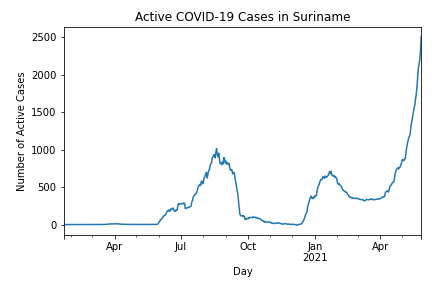 Active COVID-19 Cases in Suriname
Number of Active Cases
2500
2000
1500
1000
500
0
Apr
Jul
Oct
Jan
2021
Apr
Day